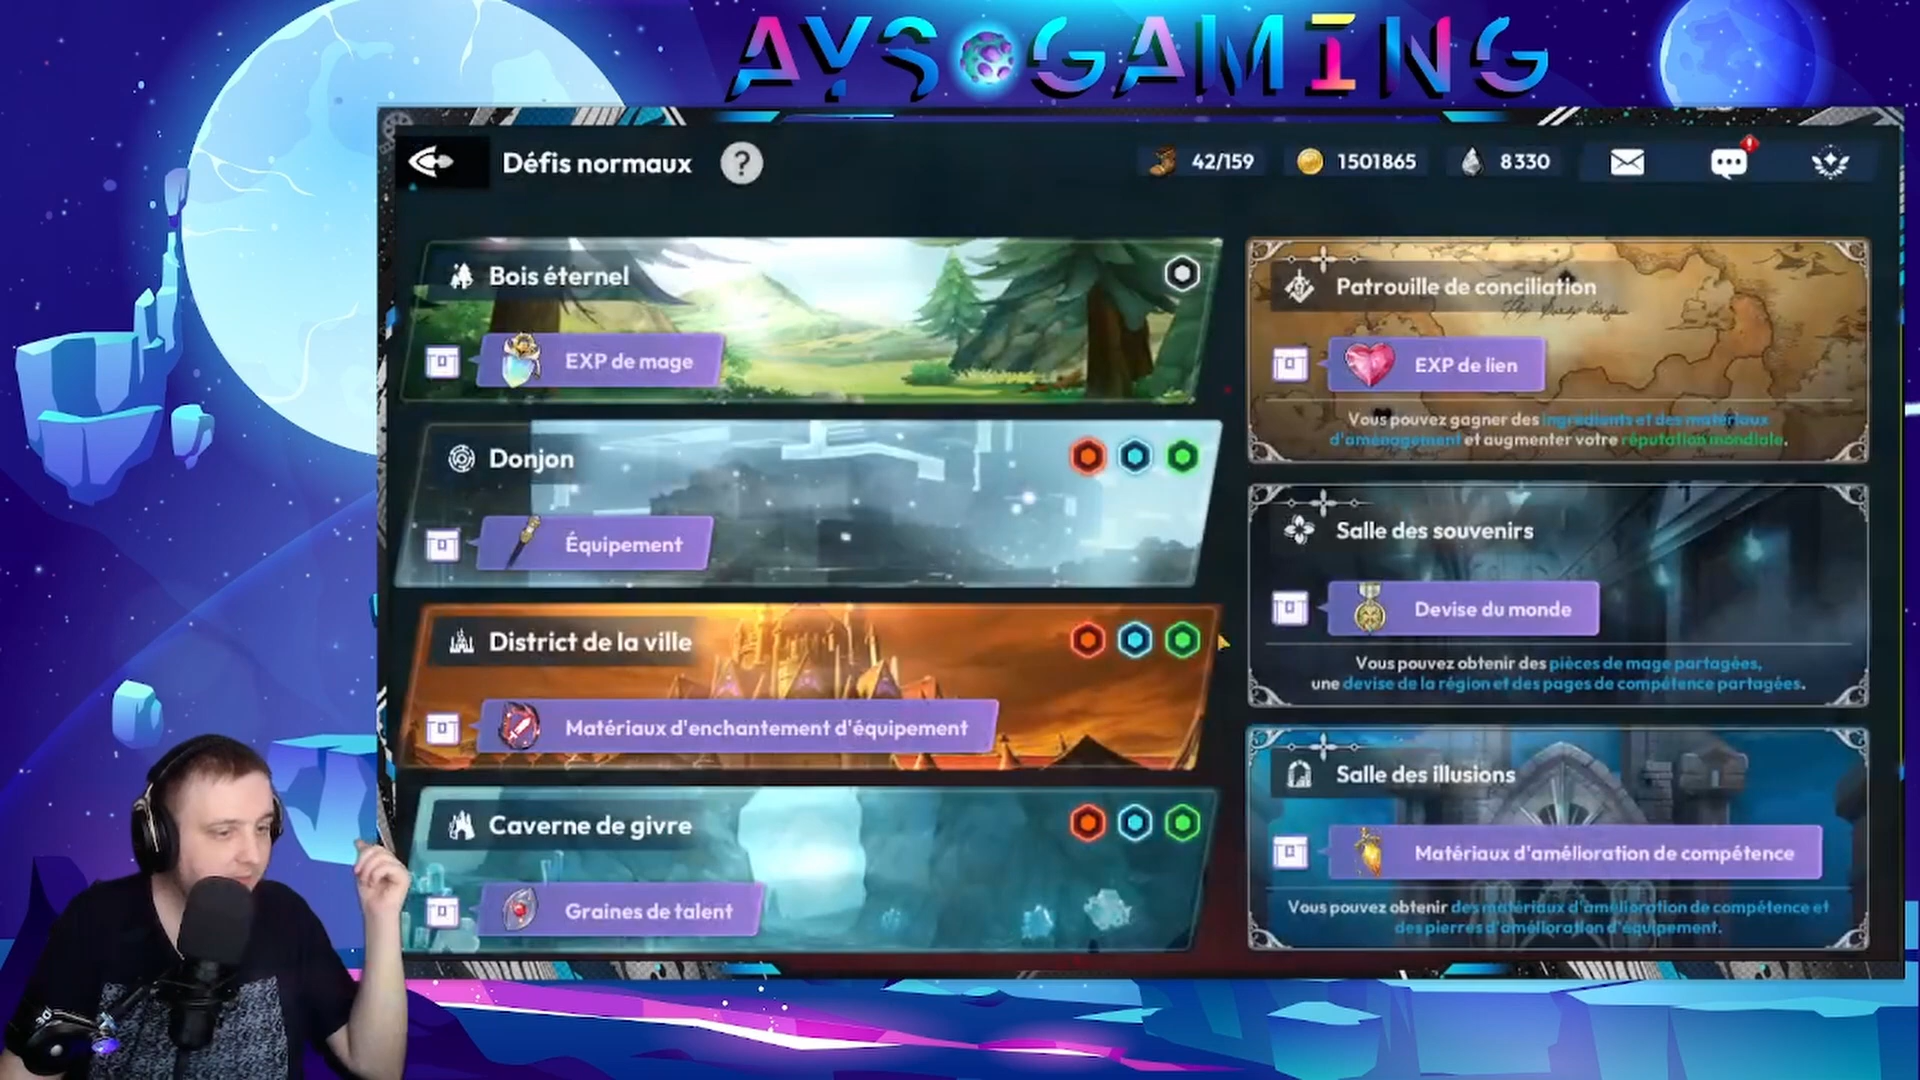 AYSGAMING
Défis normaux
?
42/159
1501865
8330
Bois éternel
EXP de mage
Donjon
Équipement
District de la ville
Matériaux d'enchantement d'équipement
Caverne de givre
Graines de talent
Patrouille de conciliation
EXP de lien
Vous pouvez gagner des ingrédients et des matériaux
d'aménagement et augmenter votre réputation mondiale.
Salle des souvenirs
Devise du monde
Vous pouvez obtenir des pièces de mage partagées,
une devise de la région et des pages de compétence partagées.
Salle des illusions
Matériaux d'amélioration de compétence
Vous pouvez obtenir des matériaux d'amélioration de compétence et
des pierres d'amélioration d'équipement.